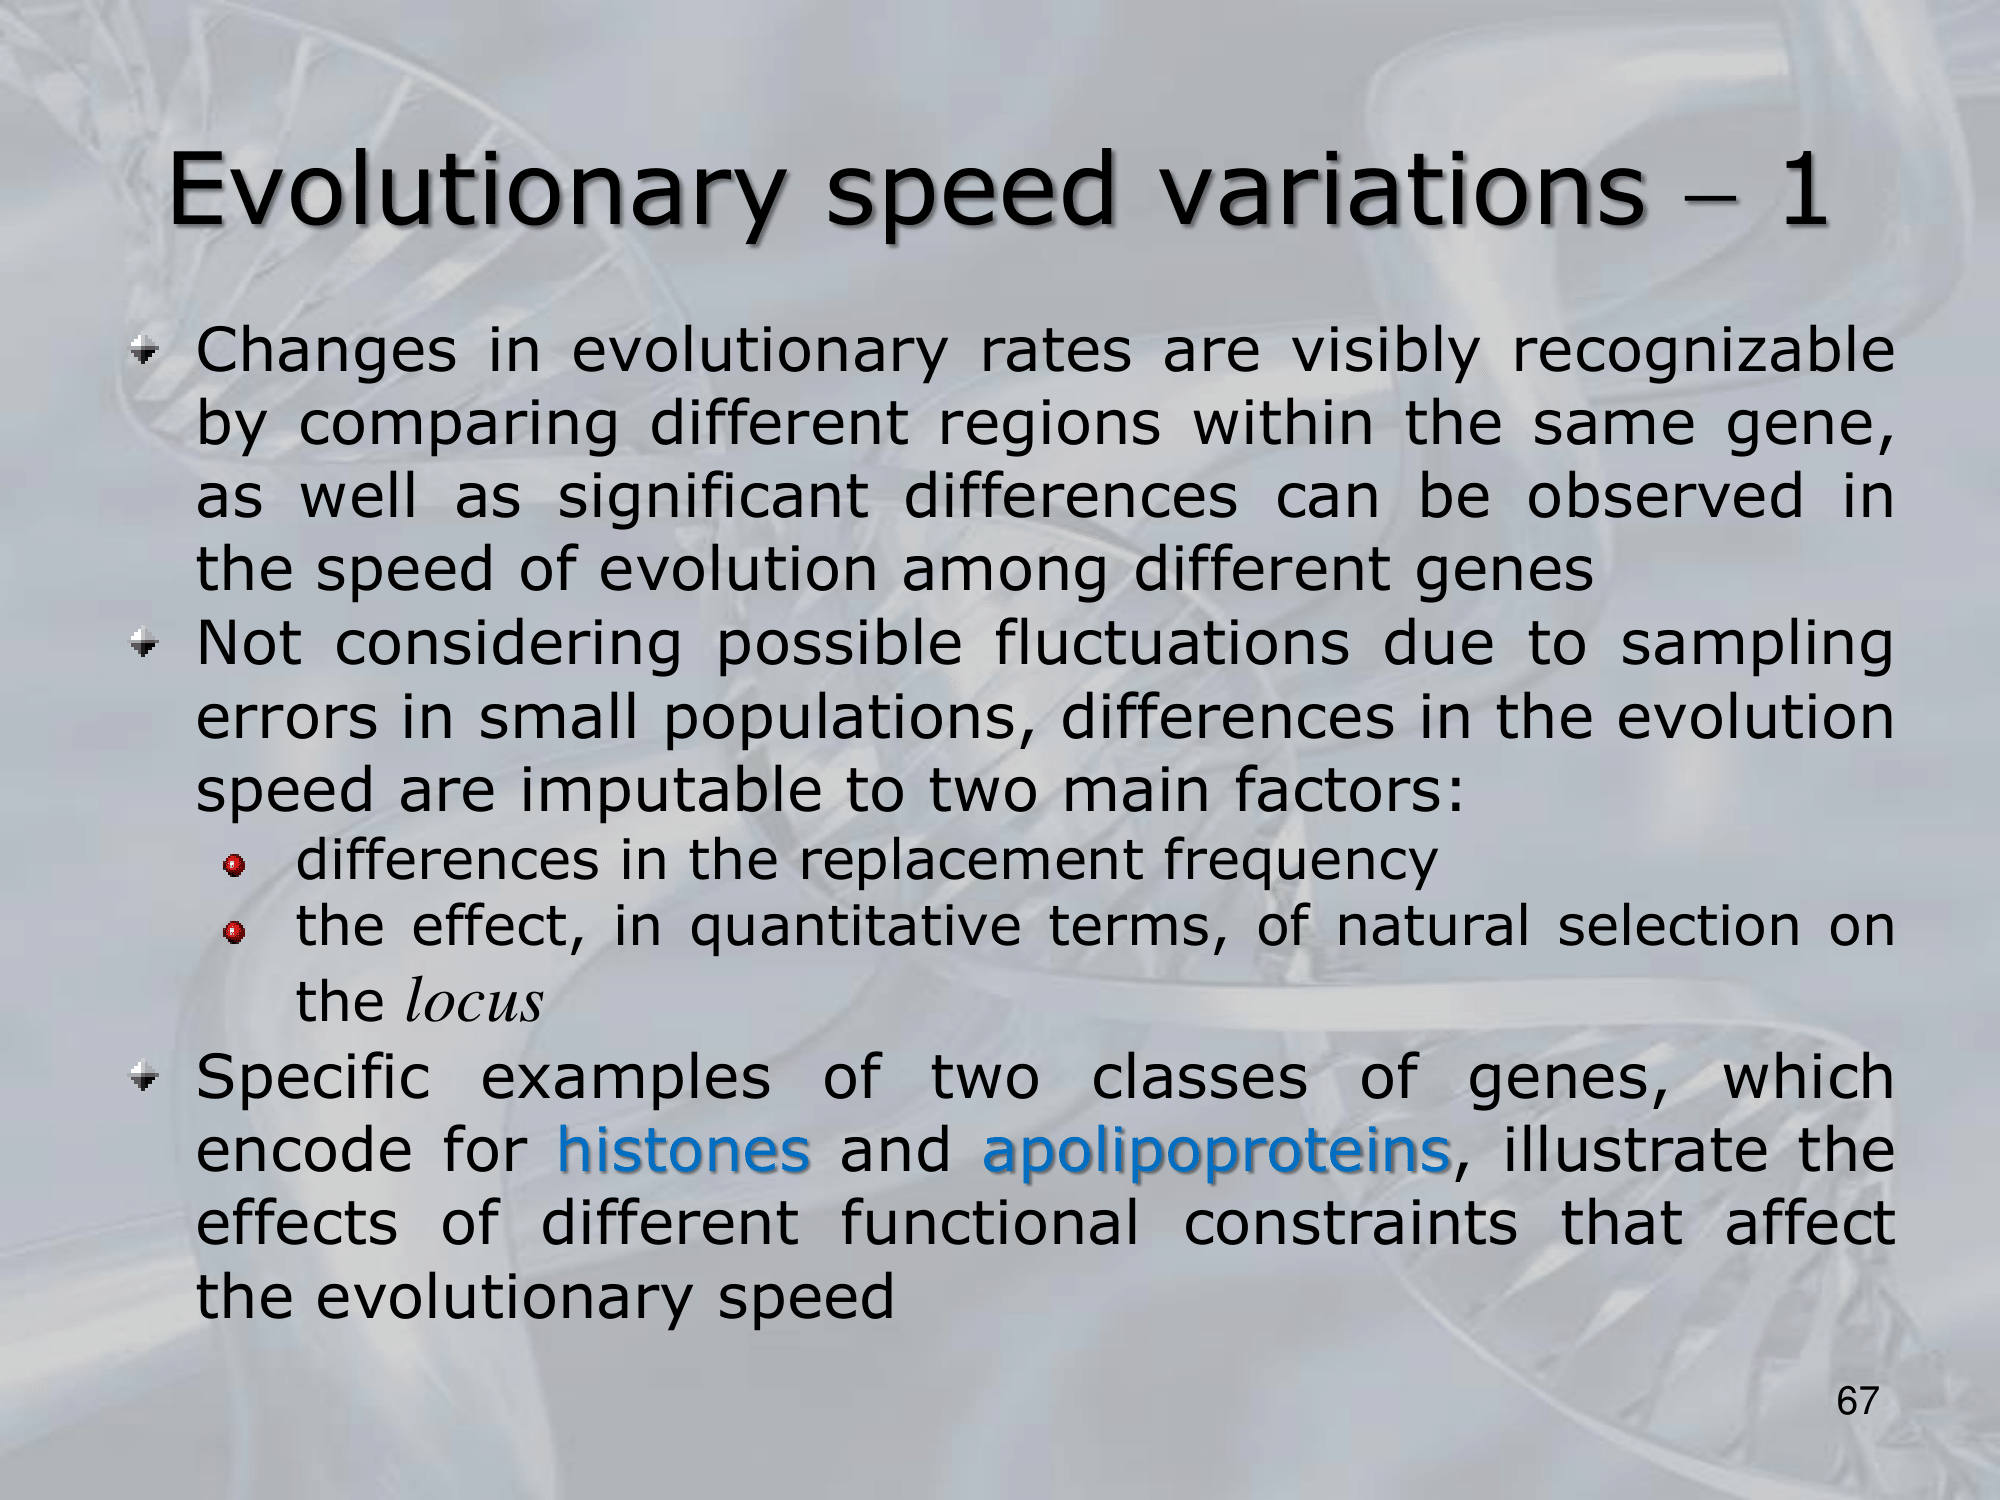 Evolutionary speed variations – 1
Changes in evolutionary rates are visibly recognizable
by comparing different regions within the same gene,
as well as significant differences can be observed in
the speed of evolution among different genes
Not considering possible fluctuations due to sampling
errors in small populations, differences in the evolution
speed are imputable to two main factors:
differences in the replacement frequency
the effect, in quantitative terms, of natural selection on
the locus
Specific examples of two classes of genes, which
encode for histones and apolipoproteins, illustrate the
effects of different functional constraints that affect
the evolutionary speed
67